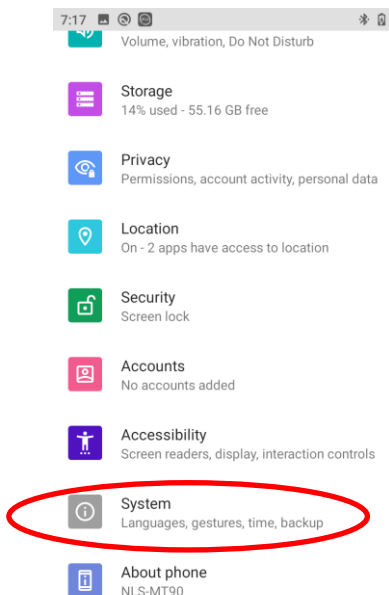 7:17
Volume, vibration, Do Not Disturb
Storage
14% used - 55.16 GB free
Privacy
Permissions, account activity, personal data
Location
On - 2 apps have access to location
Security
Screen lock
Accounts
No accounts added
Accessibility
Screen readers, display, interaction controls
System
Languages, gestures, time, backup
About phone
NLS-MT90